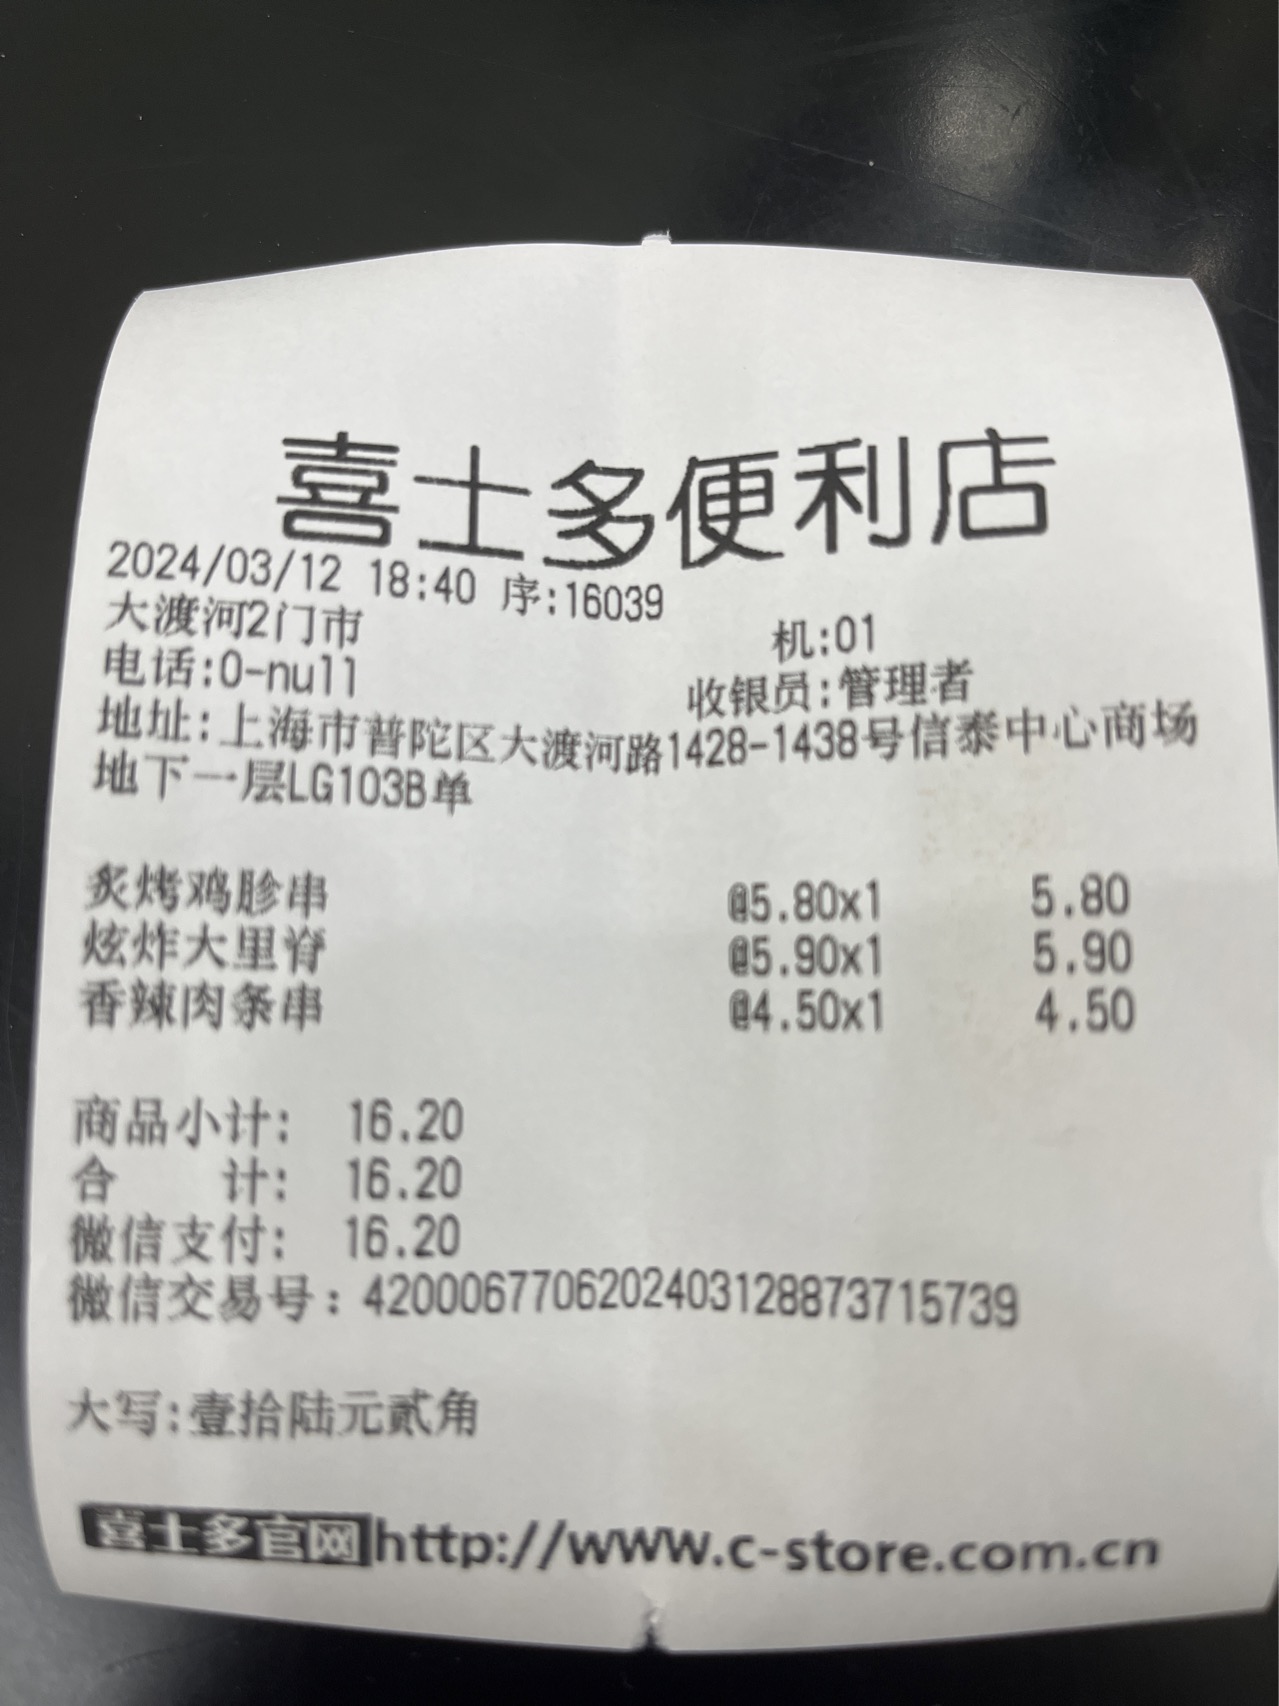 喜士多便利店
2024/03/12 18:40 序:16039
大渡河2门市 机:01
电话:0-null 收银员:管理者
地址:上海市普陀区大渡河路1428-1438号信泰中心商场
地下一层LG103B单
炙烤鸡胗串 @5.80x1 5.80
炫炸大里脊 @5.90x1 5.90
香辣肉条串 @4.50x1 4.50
商品小计: 16.20
合 计: 16.20
微信支付: 16.20
微信交易号：4200067706202403128873715739
大写:壹拾陆元贰角
喜士多官网http://www.c-store.com.cn